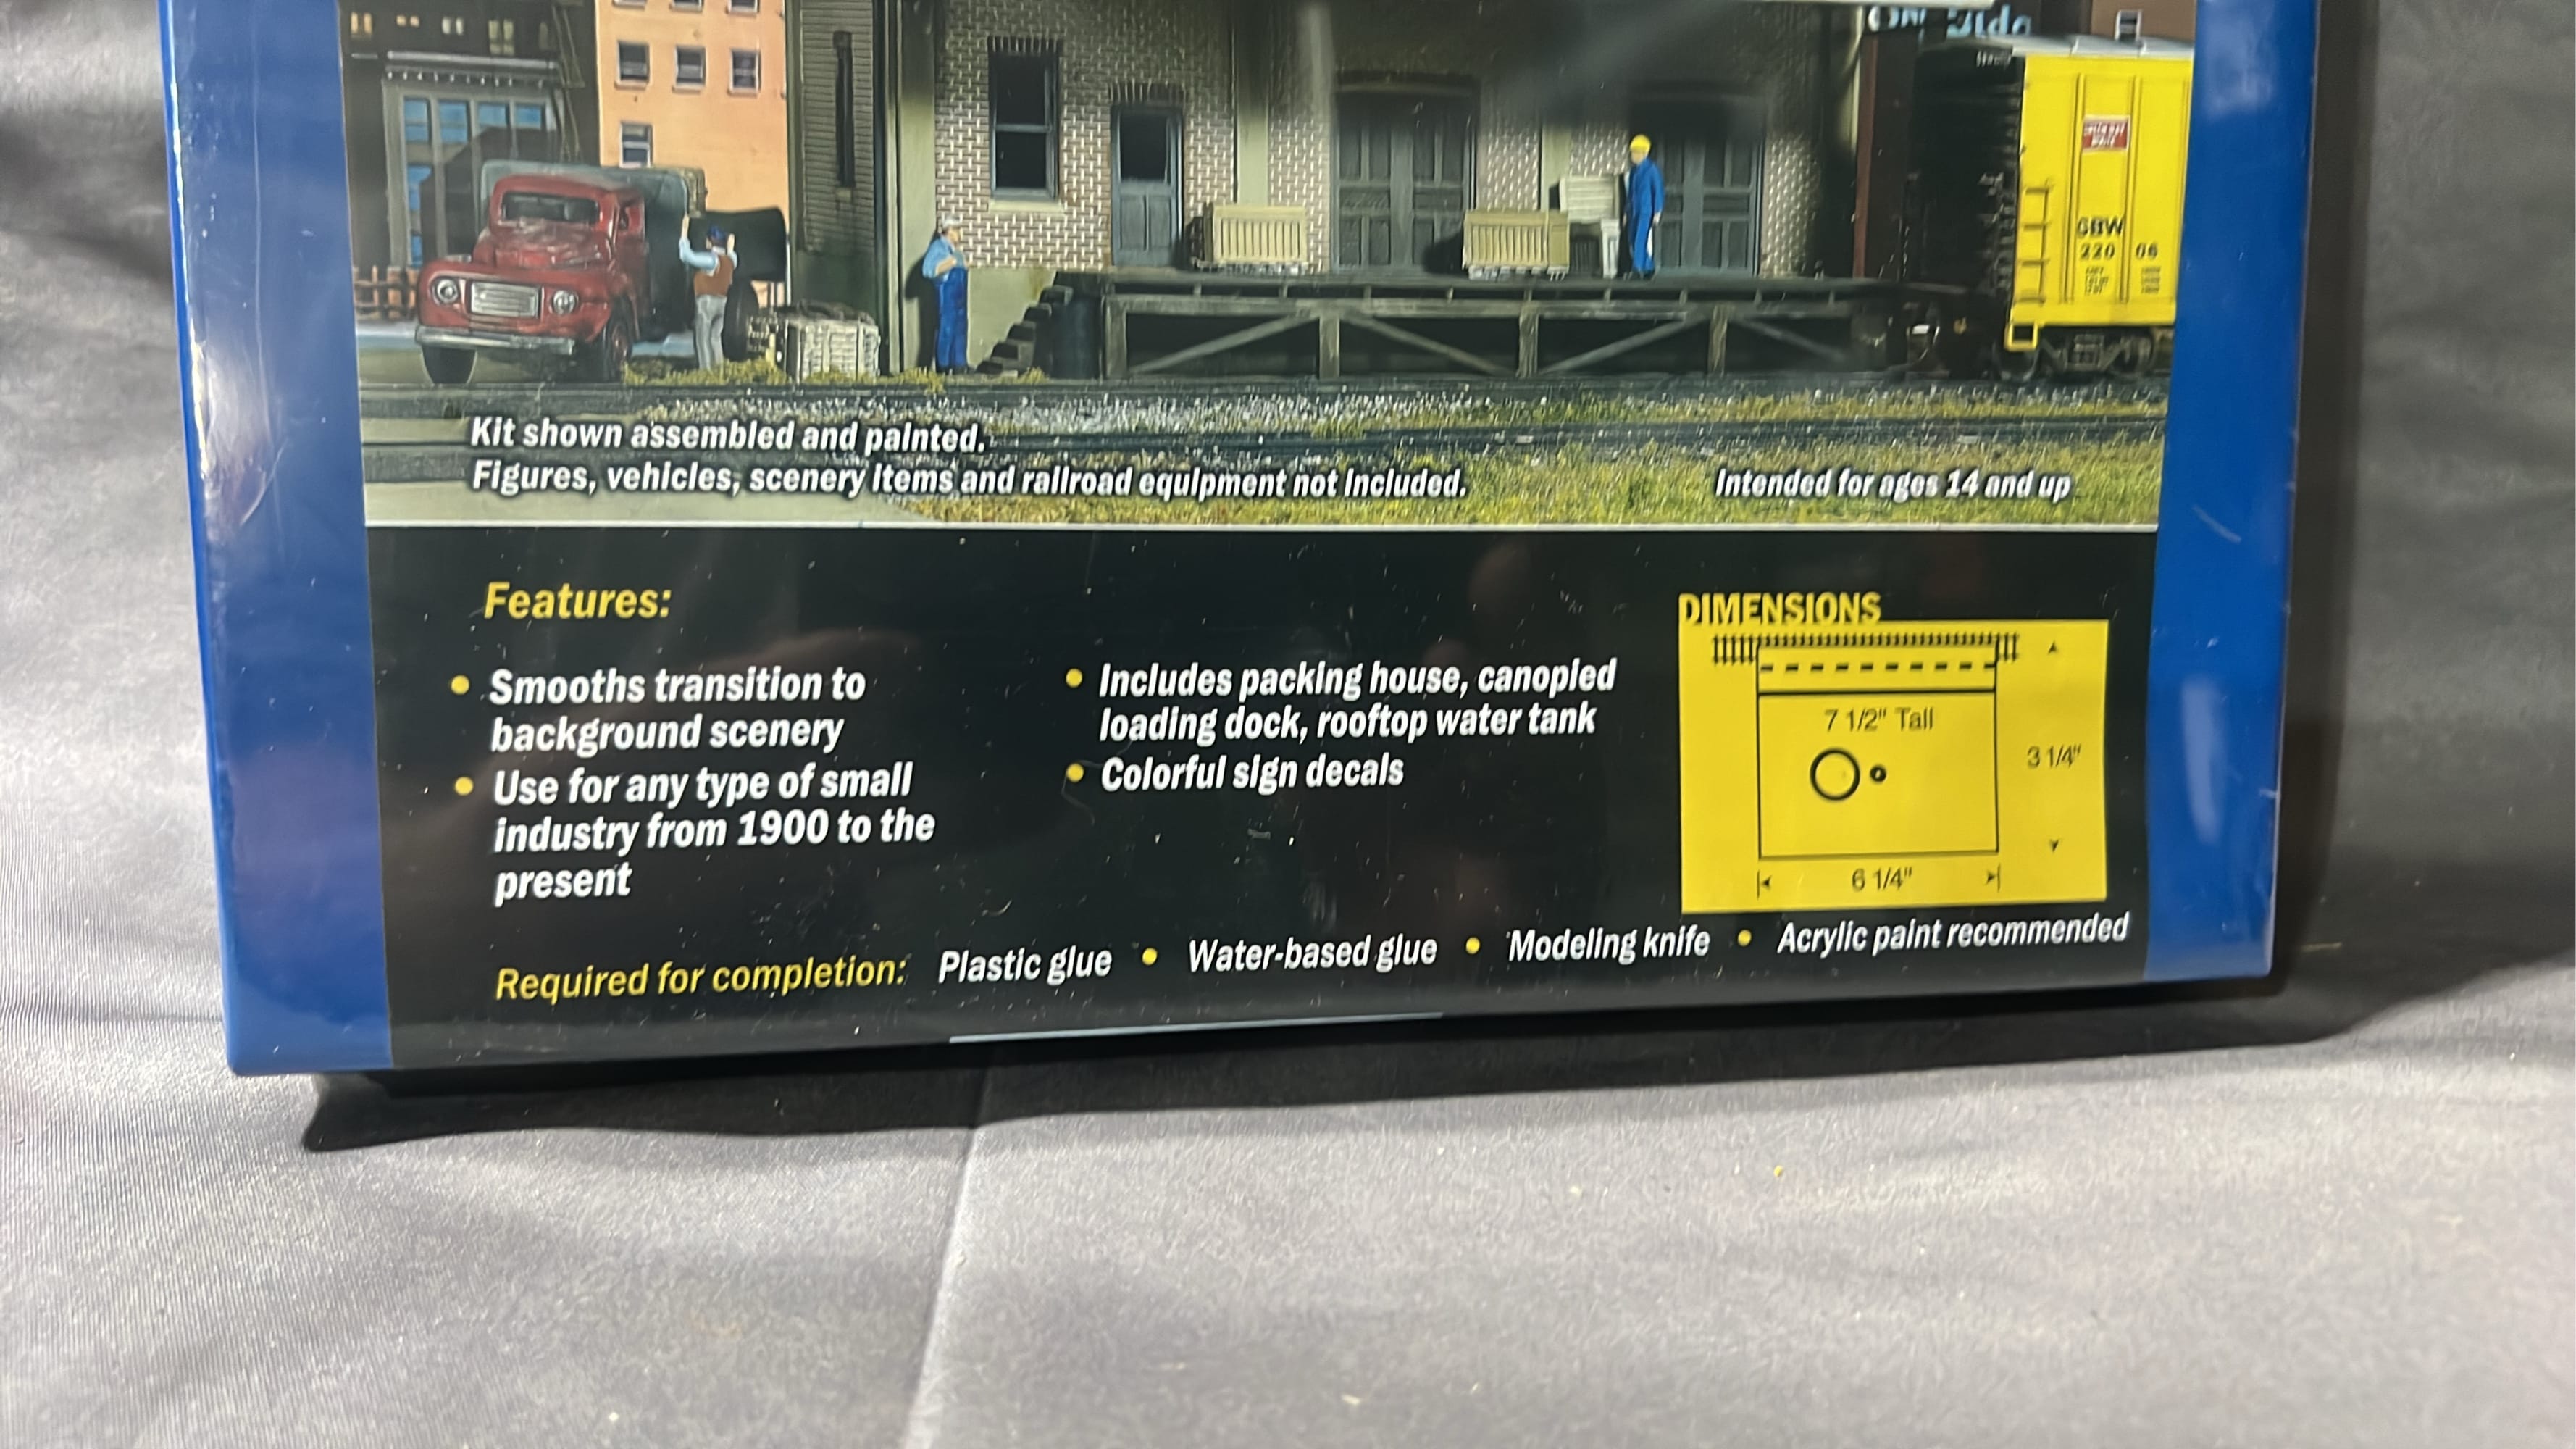 GBW
220 06
Kit shown assembled and painted.
Figures, vehicles, scenery items and railroad equipment not included.
Intended for ages 14 and up
Features:
• Smooths transition to
background scenery
• Use for any type of small
industry from 1900 to the
present
• Includes packing house, canopied
loading dock, rooftop water tank
• Colorful sign decals
DIMENSIONS
7 1/2" Tall
3 1/4"
6 1/4"
Required for completion: Plastic glue • Water-based glue • Modeling knife • Acrylic paint recommended